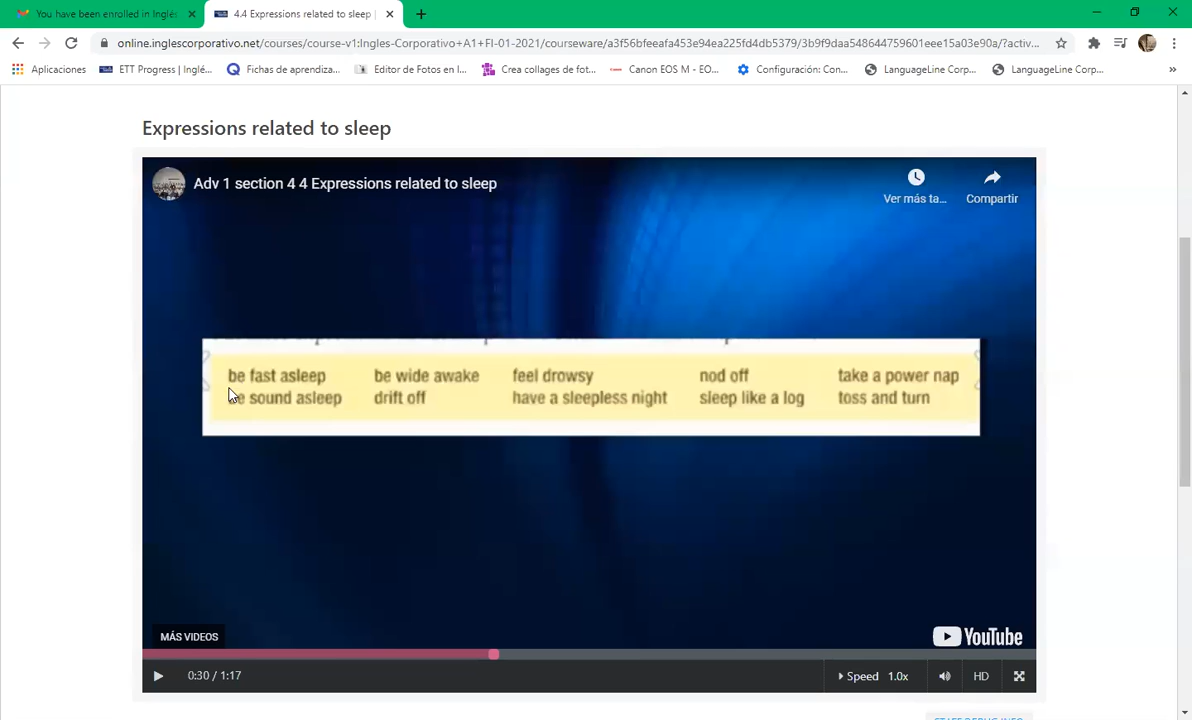 You have been enrolled in Inglés
4.4 Expressions related to sleep |
online.inglescorporativo.net/courses/course-v1:Ingles-Corporativo+A1+FI-01-2021/courseware/a3f56bfeeafa453e94ea225fd4db5379/3b9f9daa548644759601eee15a03e90a/?activ...
Aplicaciones
ETT Progress | Inglé...
Fichas de aprendiza...
Editor de Fotos en l...
Crea collages de fot...
Canon EOS M - EO...
Configuración: Con...
LanguageLine Corp...
LanguageLine Corp...
»
Expressions related to sleep
Adv 1 section 4 4 Expressions related to sleep
Ver más ta...
Compartir
be fast asleep be wide awake feel drowsy nod off take a power nap
be sound asleep drift off have a sleepless night sleep like a log toss and turn
MÁS VIDEOS
YouTube
0:30 / 1:17
Speed 1.0x
HD
STAFF DEBUG INFO